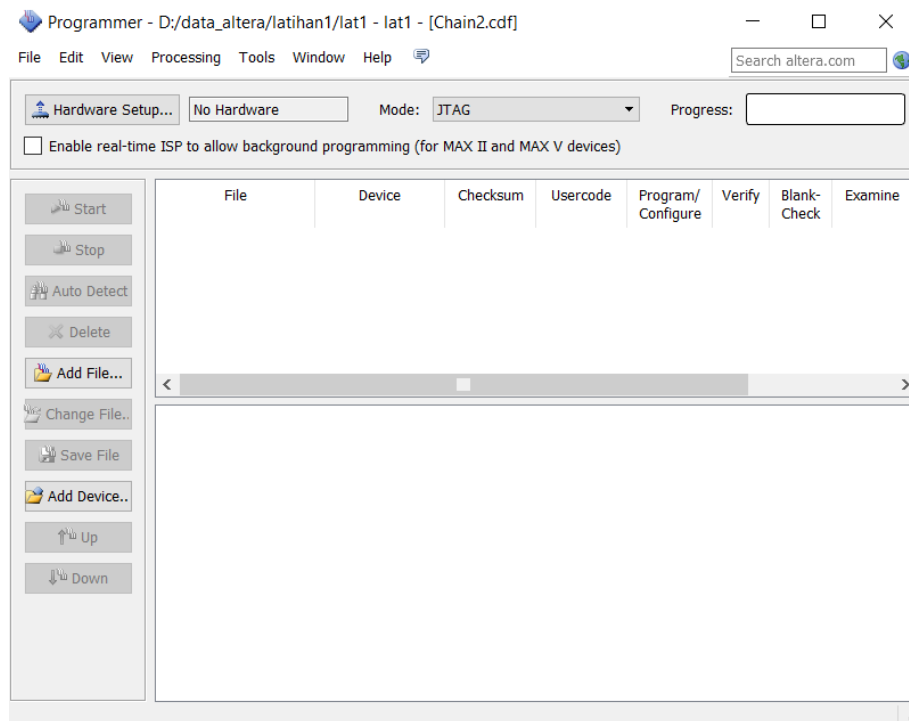 Programmer - D:/data_altera/latihan1/lat1 - lat1 - [Chain2.cdf]
File Edit View Processing Tools Window Help
Search altera.com
Hardware Setup... No Hardware Mode: JTAG Progress:
Enable real-time ISP to allow background programming (for MAX II and MAX V devices)
File Device Checksum Usercode Program/ Verify Blank- Examine
Configure Check
Start
Stop
Auto Detect
Delete
Add File...
Change File..
Save File
Add Device..
Up
Down